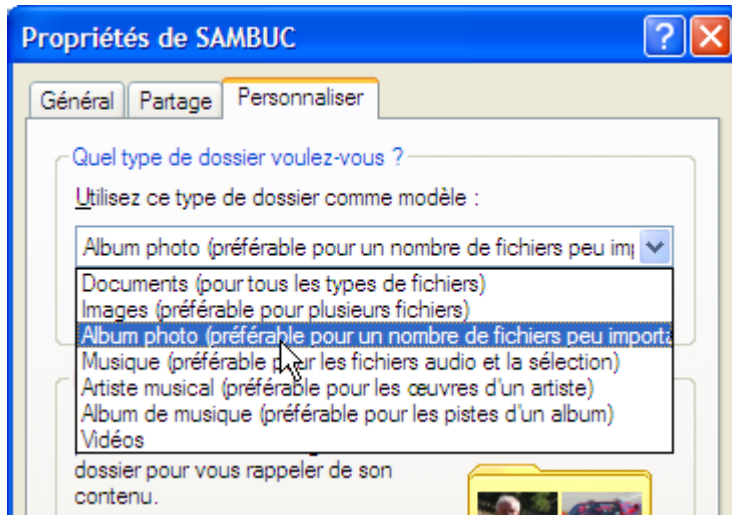 Propriétés de SAMBUC
Général Partage Personnaliser
Quel type de dossier voulez-vous ?
Utilisez ce type de dossier comme modèle :
Album photo (préférable pour un nombre de fichiers peu imp
Documents (pour tous les types de fichiers)
Images (préférable pour plusieurs fichiers)
Album photo (préférable pour un nombre de fichiers peu importa
Musique (préférable pour les fichiers audio et la sélection)
Artiste musical (préférable pour les œuvres d'un artiste)
Album de musique (préférable pour les pistes d'un album)
Vidéos
dossier pour vous rappeler de son
contenu.